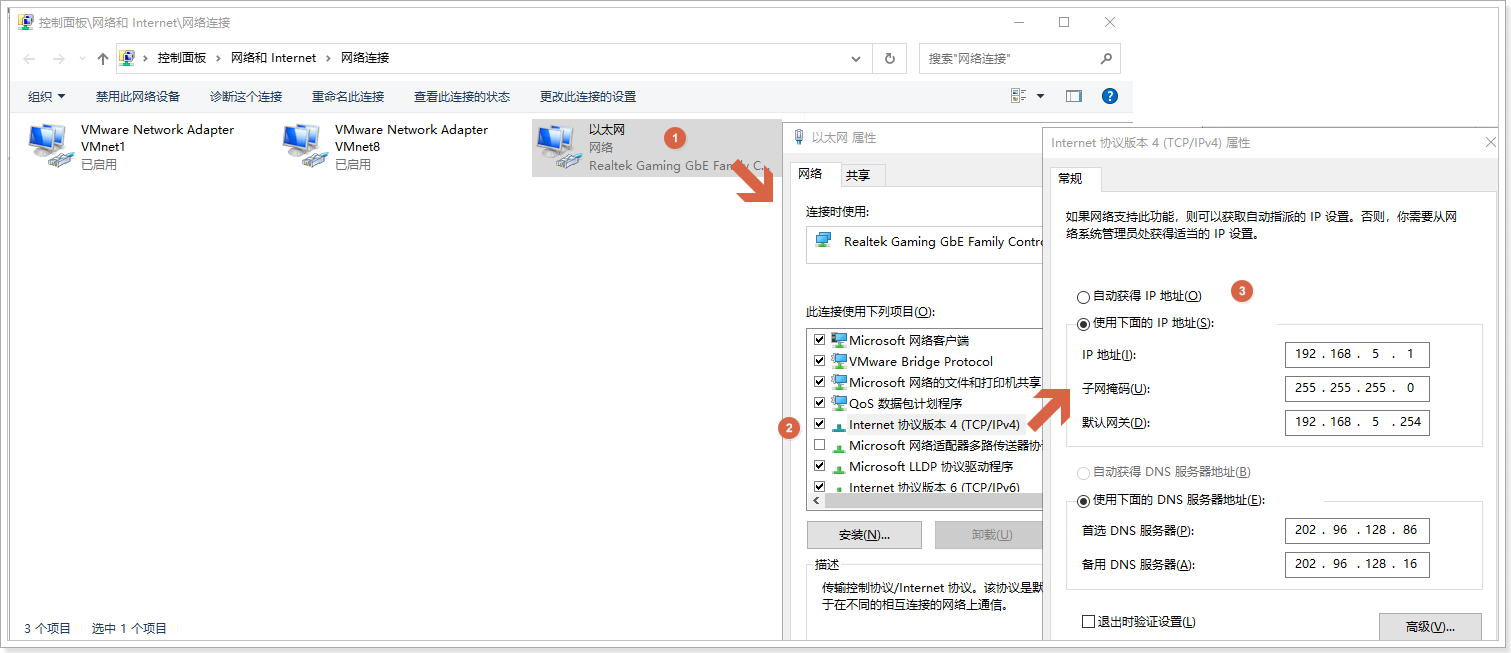 控制面板\网络和 Internet\网络连接
控制面板 › 网络和 Internet › 网络连接
搜索"网络连接"
组织 禁用此网络设备 诊断这个连接 重命名此连接 查看此连接的状态 更改此连接的设置
?
VMware Network Adapter
VMnet1
已启用
VMware Network Adapter
VMnet8
已启用
以太网
网络
Realtek Gaming GbE Family C...
1
3 个项目 选中 1 个项目
以太网 属性
网络 共享
连接时使用:
Realtek Gaming GbE Family Contro
此连接使用下列项目(O):
Microsoft 网络客户端
VMware Bridge Protocol
Microsoft 网络的文件和打印机共享
QoS 数据包计划程序
2
Internet 协议版本 4 (TCP/IPv4)
Microsoft 网络适配器多路传送器协
Microsoft LLDP 协议驱动程序
Internet 协议版本 6 (TCP/IPv6)
安装(N)... 卸载(U)
描述
传输控制协议/Internet 协议。该协议是默
于在不同的相互连接的网络上通信。
Internet 协议版本 4 (TCP/IPv4) 属性
常规
如果网络支持此功能，则可以获取自动指派的 IP 设置。否则，你需要从网
络系统管理员处获得适当的 IP 设置。
自动获得 IP 地址(O)
3
使用下面的 IP 地址(S):
IP 地址(I): 192 . 168 . 5 . 1
子网掩码(U): 255 . 255 . 255 . 0
默认网关(D): 192 . 168 . 5 . 254
自动获得 DNS 服务器地址(B)
使用下面的 DNS 服务器地址(E):
首选 DNS 服务器(P): 202 . 96 . 128 . 86
备用 DNS 服务器(A): 202 . 96 . 128 . 16
退出时验证设置(L)
高级(V)...